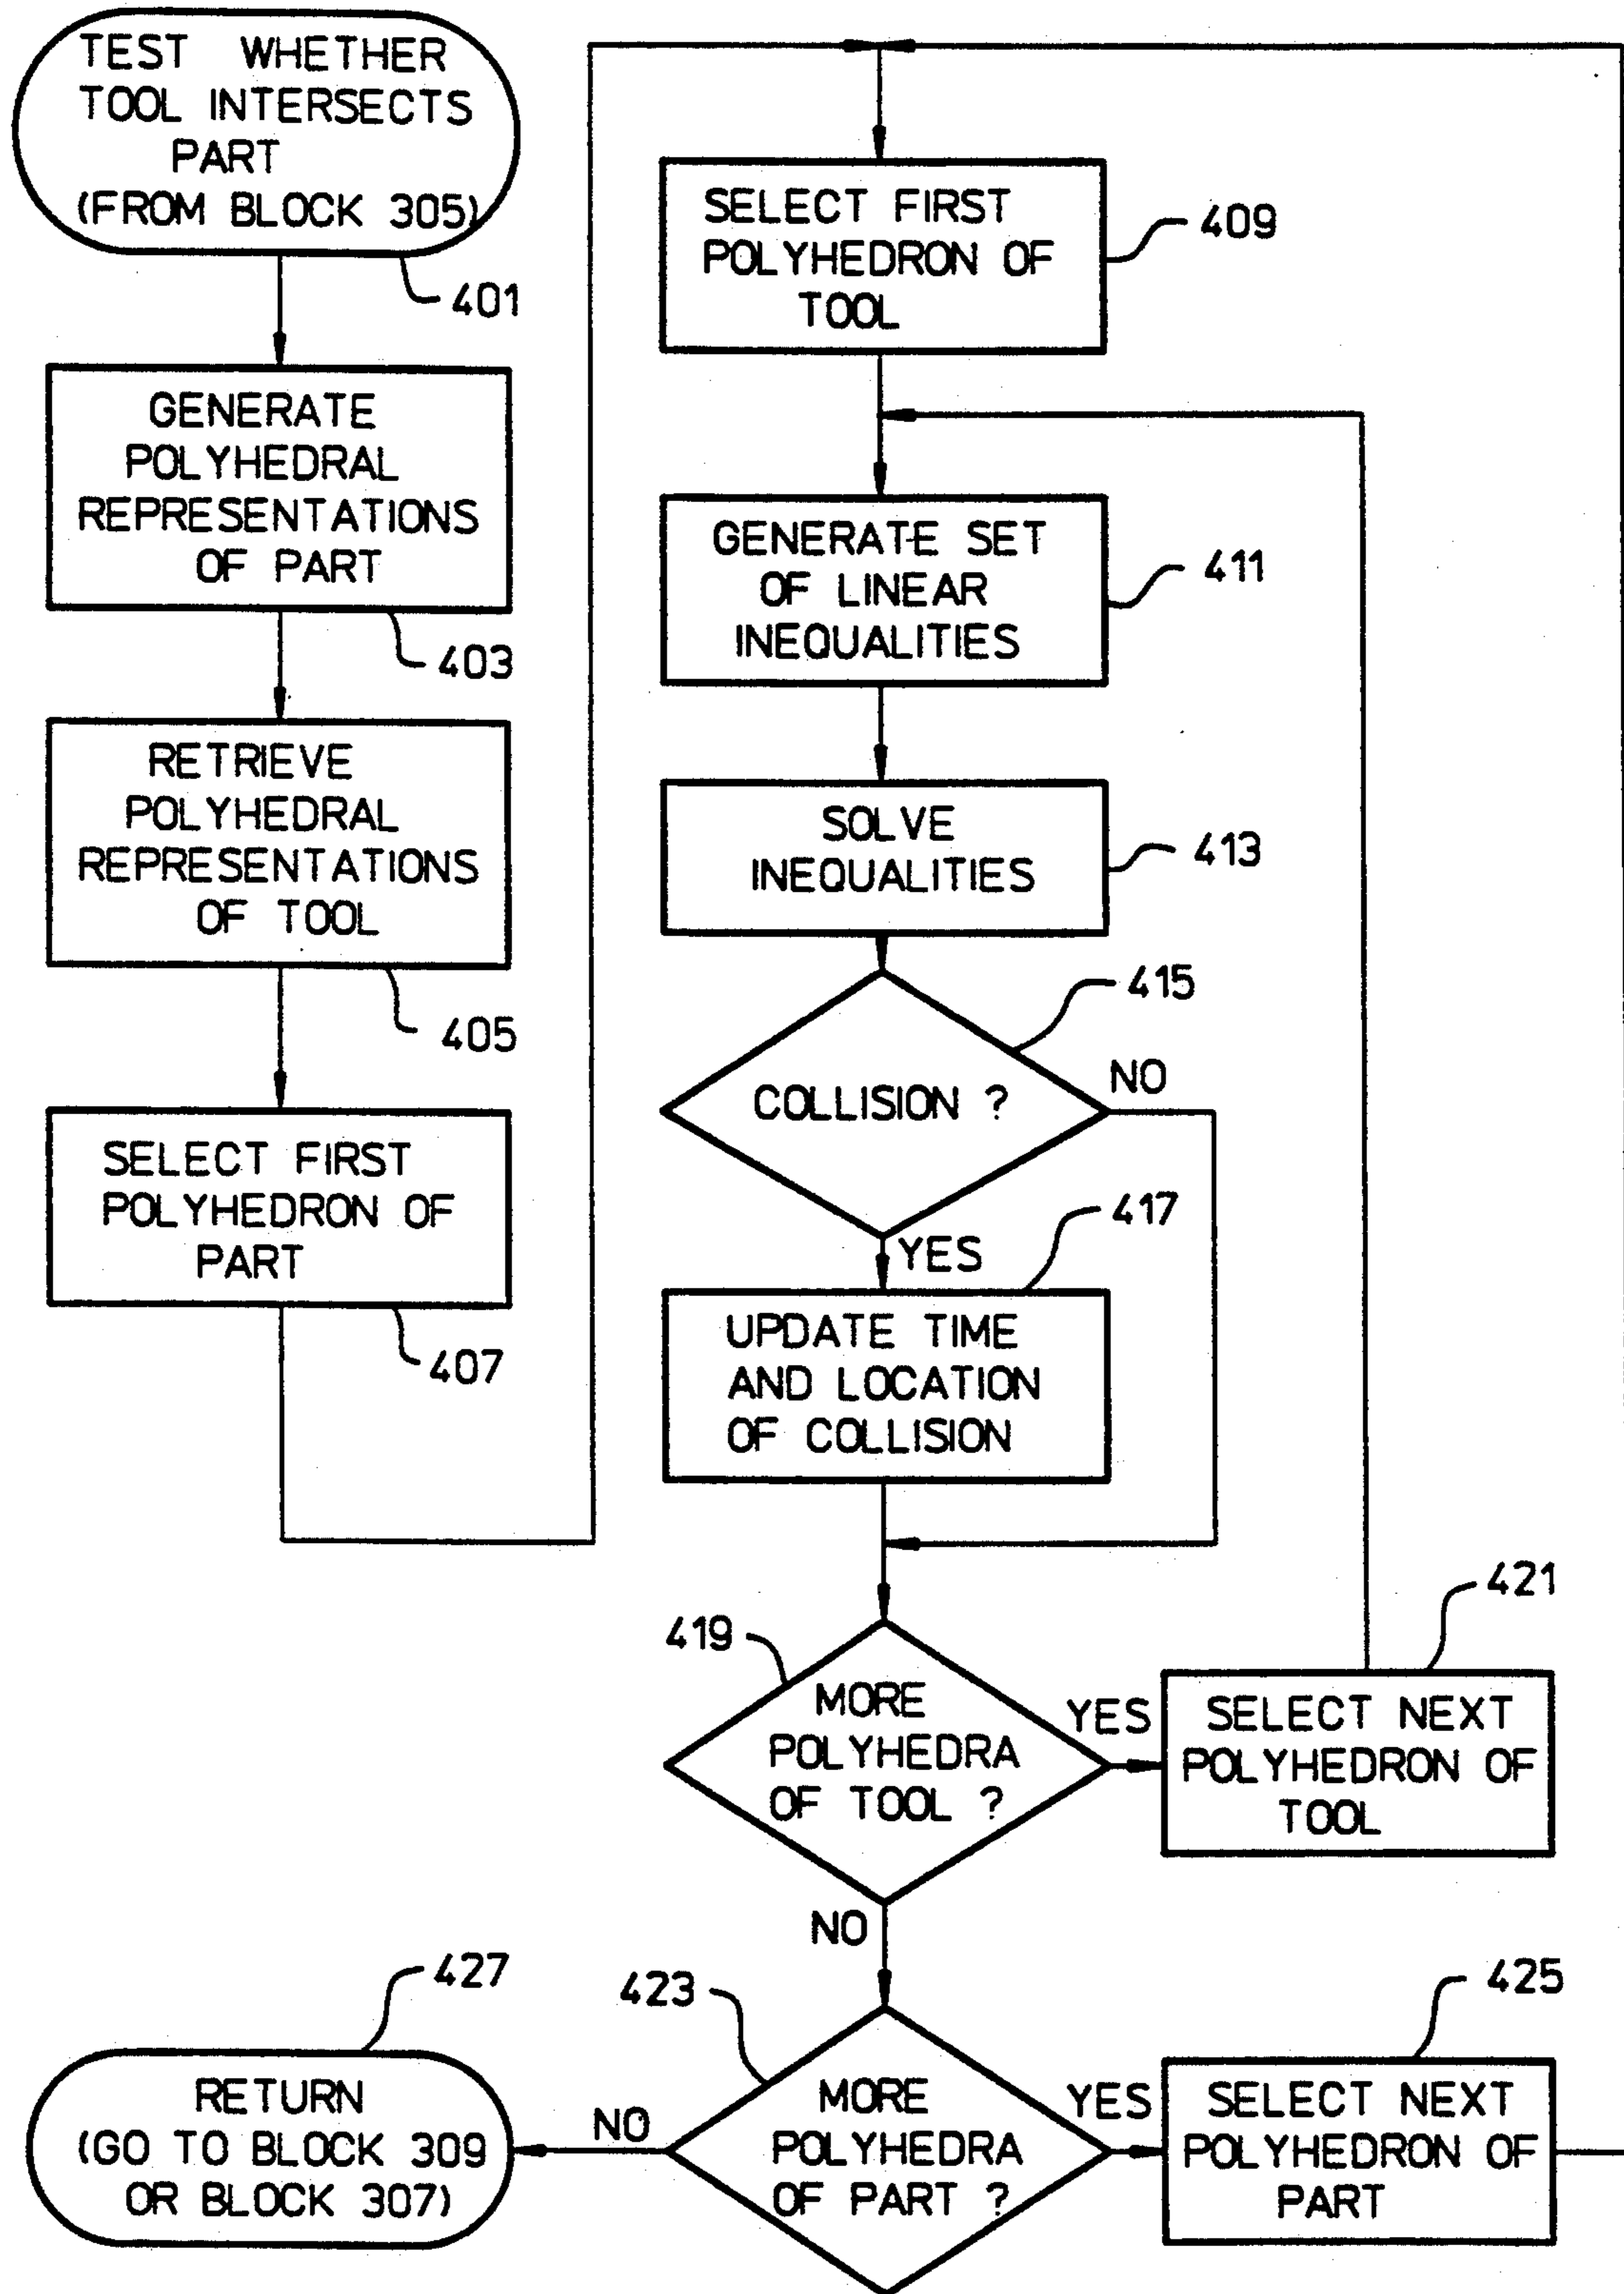 TEST WHETHER
TOOL INTERSECTS
PART
(FROM BLOCK 305)
401
GENERATE
POLYHEDRAL
REPRESENTATIONS
OF PART
403
RETRIEVE
POLYHEDRAL
REPRESENTATIONS
OF TOOL
405
SELECT FIRST
POLYHEDRON OF
PART
407
SELECT FIRST
POLYHEDRON OF
TOOL
409
GENERATE SET
OF LINEAR
INEQUALITIES
411
SOLVE
INEQUALITIES
413
COLLISION ?
415
NO
YES
417
UPDATE TIME
AND LOCATION
OF COLLISION
419
MORE
POLYHEDRA
OF TOOL ?
YES
421
SELECT NEXT
POLYHEDRON OF
TOOL
NO
423
MORE
POLYHEDRA
OF PART ?
YES
425
SELECT NEXT
POLYHEDRON OF
PART
NO
427
RETURN
(GO TO BLOCK 309
OR BLOCK 307)